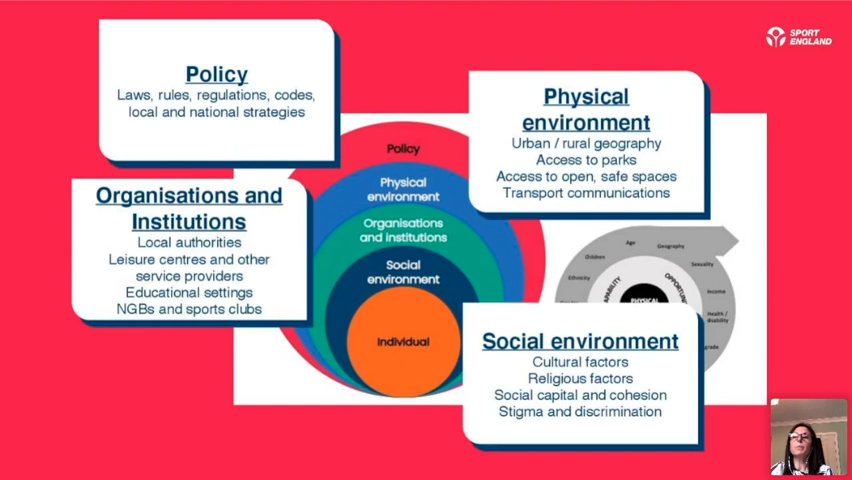 SPORT
ENGLAND
Policy
Laws, rules, regulations, codes,
local and national strategies
Physical
environment
Urban / rural geography
Access to parks
Access to open, safe spaces
Transport communications
Organisations and
Institutions
Local authorities
Leisure centres and other
service providers
Educational settings
NGBs and sports clubs
Policy
Physical
environment
Organisations
and institutions
Social
environment
Individual
Age
Geography
Children
Sexuality
Ethnicity
Income
Health /
disability
PHYSICAL
Social environment
Cultural factors
Religious factors
Social capital and cohesion
Stigma and discrimination